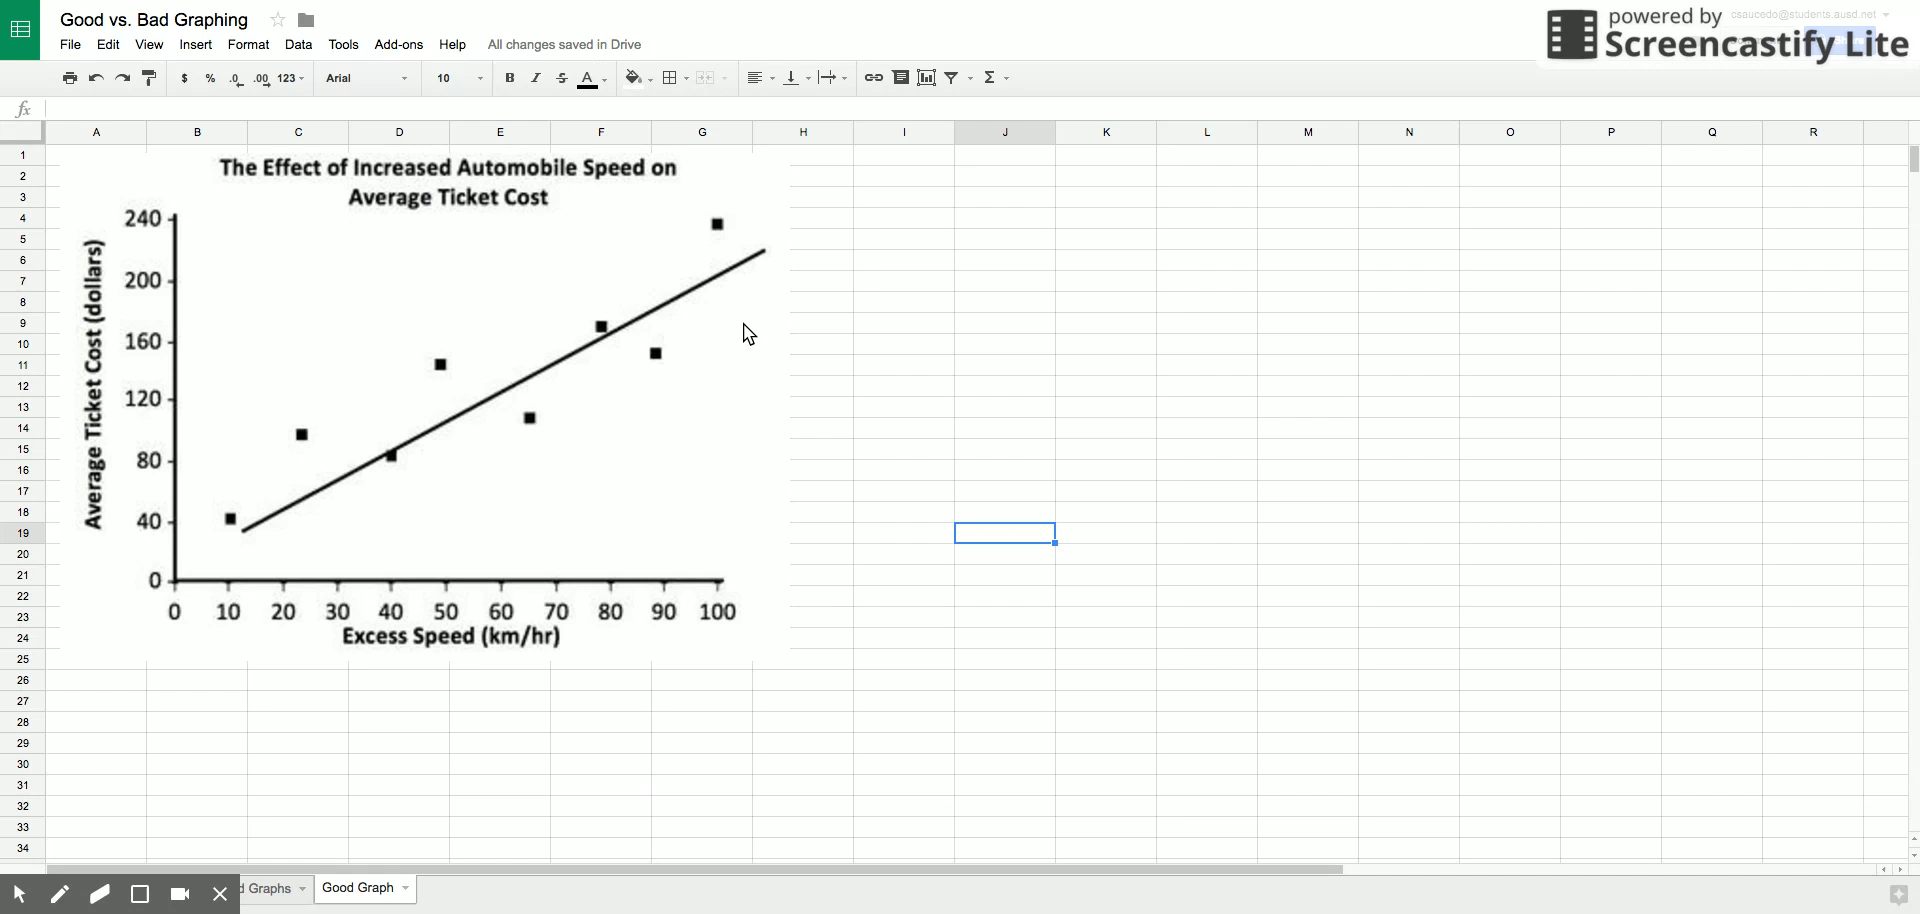 Good vs. Bad Graphing
csaucedo@students.ausd.net
powered by
Screencastify Lite
File Edit View Insert Format Data Tools Add-ons Help All changes saved in Drive
$ % .0 .00 123 Arial 10 B I S A Σ
fx
A B C D E F G H I J K L M N O P Q R
1
2
3
4
5
6
7
8
9
10
11
12
13
14
15
16
17
18
19
20
21
22
23
24
25
26
27
28
29
30
31
32
33
34
The Effect of Increased Automobile Speed on
Average Ticket Cost
Average Ticket Cost (dollars)
240
200
160
120
80
40
0
0 10 20 30 40 50 60 70 80 90 100
Excess Speed (km/hr)
d Graphs Good Graph